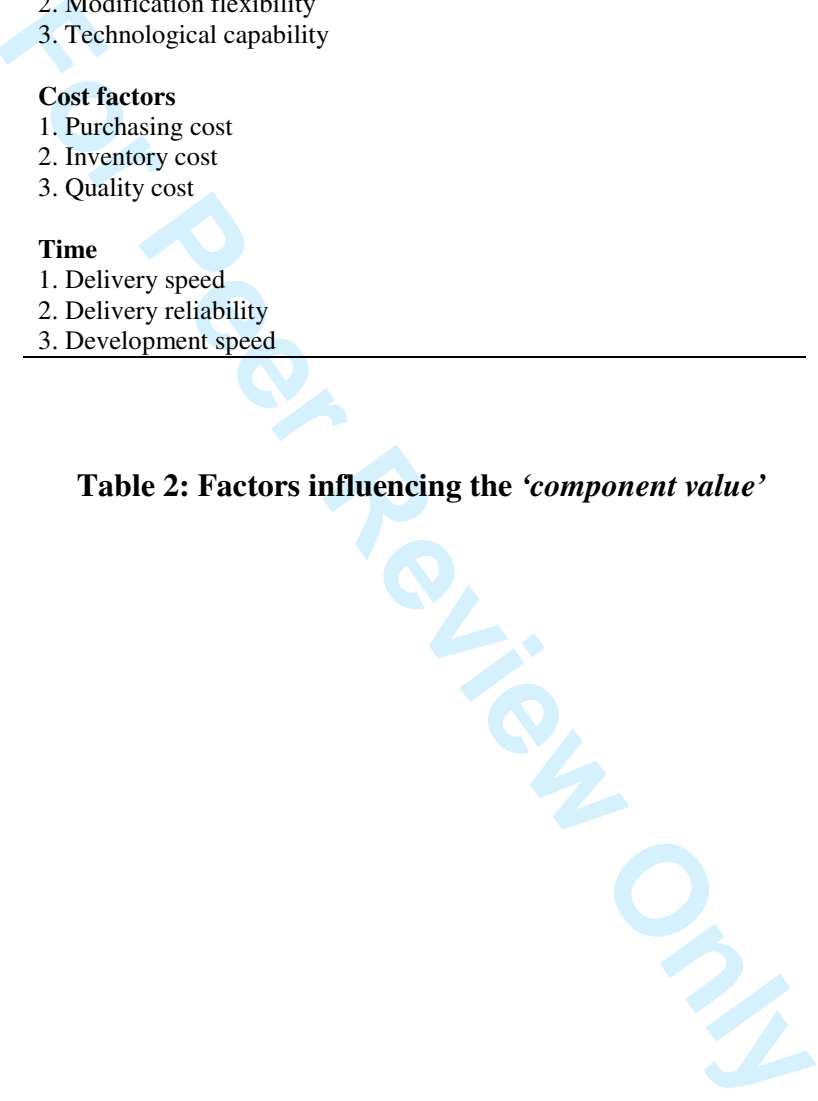 2. Modification flexibility
3. Technological capability
Cost factors
1. Purchasing cost
2. Inventory cost
3. Quality cost
Time
1. Delivery speed
2. Delivery reliability
3. Development speed
Table 2: Factors influencing the ‘component value’
For Peer Review Only